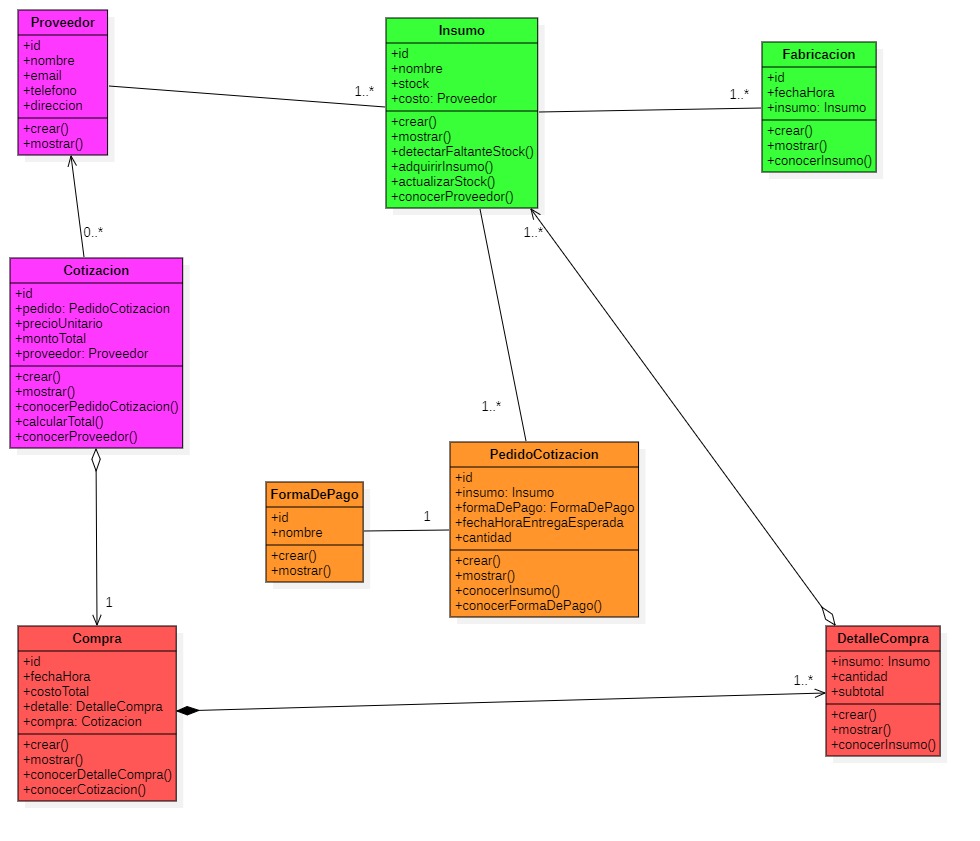 Proveedor
+id
+nombre
+email
+telefono
+direccion
+crear()
+mostrar()
1..*
Insumo
+id
+nombre
+stock
+costo: Proveedor
+crear()
+mostrar()
+detectarFaltanteStock()
+adquirirInsumo()
+actualizarStock()
+conocerProveedor()
1..*
Fabricacion
+id
+fechaHora
+insumo: Insumo
+crear()
+mostrar()
+conocerInsumo()
0..*
1..*
Cotizacion
+id
+pedido: PedidoCotizacion
+precioUnitario
+montoTotal
+proveedor: Proveedor
+crear()
+mostrar()
+conocerPedidoCotizacion()
+calcularTotal()
+conocerProveedor()
1..*
FormaDePago
+id
+nombre
+crear()
+mostrar()
1
PedidoCotizacion
+id
+insumo: Insumo
+formaDePago: FormaDePago
+fechaHoraEntregaEsperada
+cantidad
+crear()
+mostrar()
+conocerInsumo()
+conocerFormaDePago()
1
Compra
+id
+fechaHora
+costoTotal
+detalle: DetalleCompra
+compra: Cotizacion
+crear()
+mostrar()
+conocerDetalleCompra()
+conocerCotizacion()
1..*
DetalleCompra
+insumo: Insumo
+cantidad
+subtotal
+crear()
+mostrar()
+conocerInsumo()